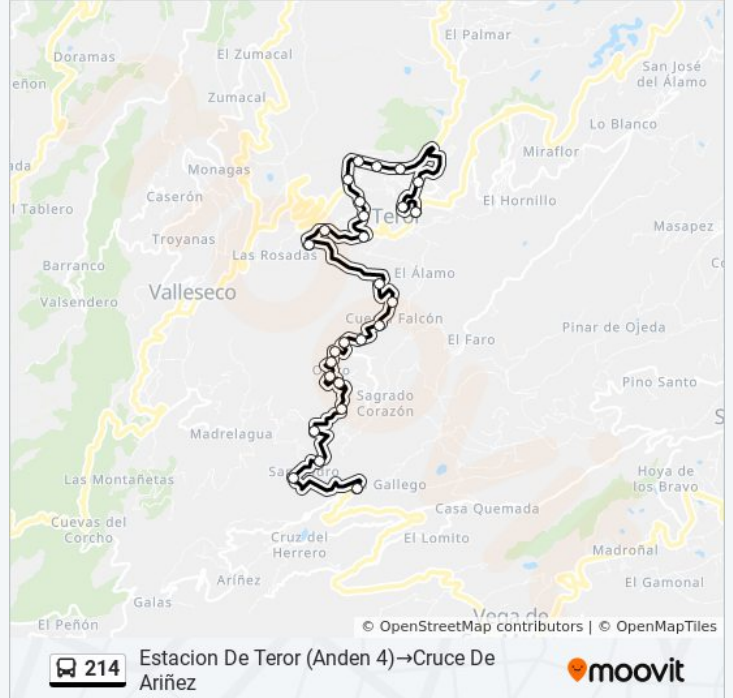 El Palmar
Doramas
El Zumacal
San José
del Álamo
eñon
Zumacal
Lo Blanco
Miraflor
ada
Monagas
l Tablero
Caserón
El Hornillo
Teror
Troyanas
Masapez
Las Rosadas
Barranco
El Álamo
Valsendero
Valleseco
Falcón
Pinar de Ojeda
El Faro
Pino Santo
Sagrado
Corazón
S
Madrelagua
Las Montañetas
Gallego
Hoya de
los Bravo
Casa Quemada
Cuevas del
Corcho
Cruz del
Herrero
El Lomito
Madroñal
Aríñez
El Gamonal
Galas
El Peñón
Vega de
© OpenStreetMap contributors | © OpenMapTiles
214
Estacion De Teror (Anden 4)→Cruce De
Ariñez
moovit